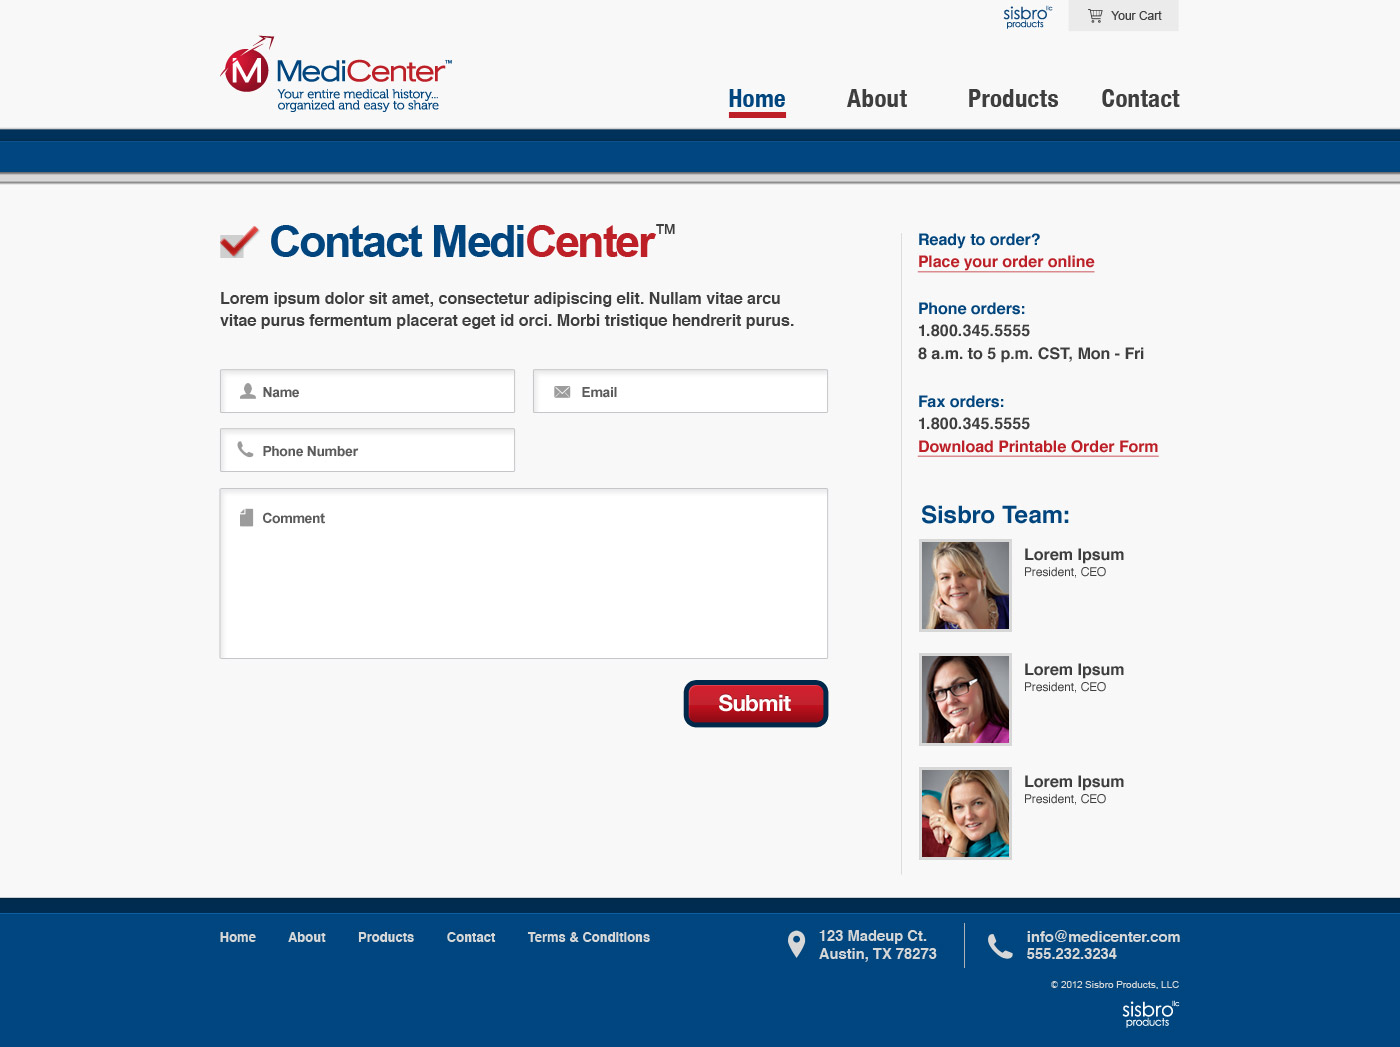 sisbro llc
products
Your Cart
M MediCenter™
Your entire medical history...
organized and easy to share
Home About Products Contact
Contact MediCenter™
Lorem ipsum dolor sit amet, consectetur adipiscing elit. Nullam vitae arcu
vitae purus fermentum placerat eget id orci. Morbi tristique hendrerit purus.
Name
Email
Phone Number
Comment
Submit
Ready to order?
Place your order online
Phone orders:
1.800.345.5555
8 a.m. to 5 p.m. CST, Mon - Fri
Fax orders:
1.800.345.5555
Download Printable Order Form
Sisbro Team:
Lorem Ipsum
President, CEO
Lorem Ipsum
President, CEO
Lorem Ipsum
President, CEO
Home About Products Contact Terms & Conditions
123 Madeup Ct.
Austin, TX 78273
info@medicenter.com
555.232.3234
© 2012 Sisbro Products, LLC
sisbro llc
products